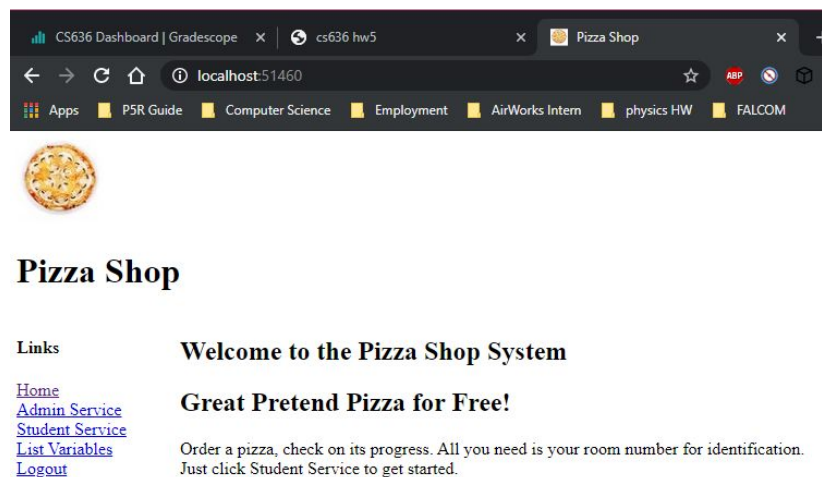 CS636 Dashboard | Gradescope
cs636 hw5
Pizza Shop
localhost:51460
ABP
Apps
P5R Guide
Computer Science
Employment
AirWorks Intern
physics HW
FALCOM
Pizza Shop
Links
Home
Admin Service
Student Service
List Variables
Logout
Welcome to the Pizza Shop System
Great Pretend Pizza for Free!
Order a pizza, check on its progress. All you need is your room number for identification.
Just click Student Service to get started.